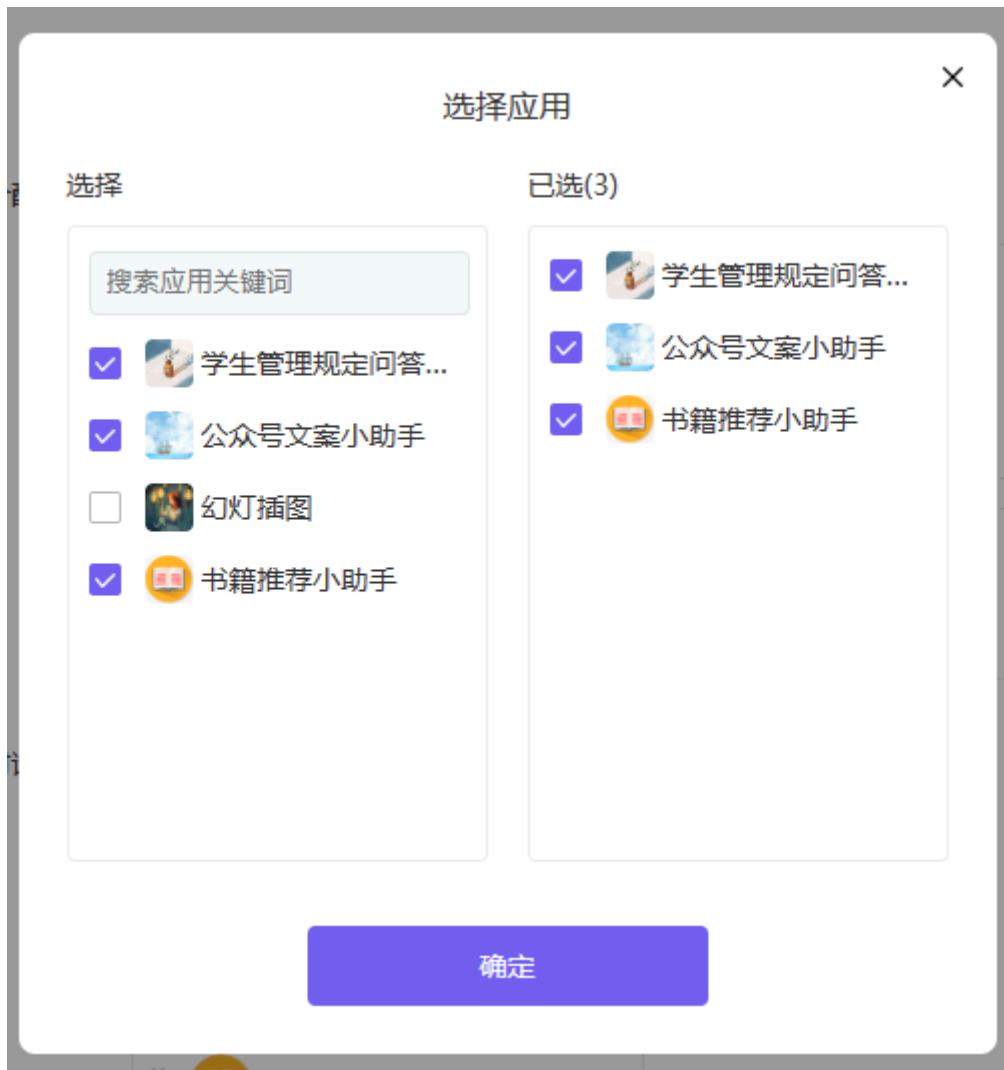 选择应用
选择
搜索应用关键词
学生管理规定问答...
公众号文案小助手
幻灯插图
书籍推荐小助手
已选(3)
学生管理规定问答...
公众号文案小助手
书籍推荐小助手
确定